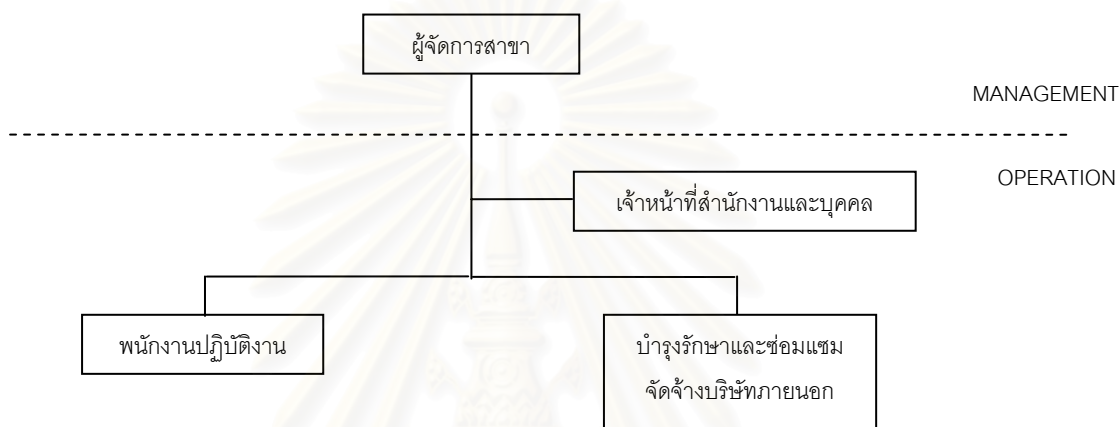 ผู้จัดการสาขา
MANAGEMENT
OPERATION
เจ้าหน้าที่สำนักงานและบุคคล
พนักงานปฏิบัติงาน
บำรุงรักษาและซ่อมแซม
จัดจ้างบริษัทภายนอก